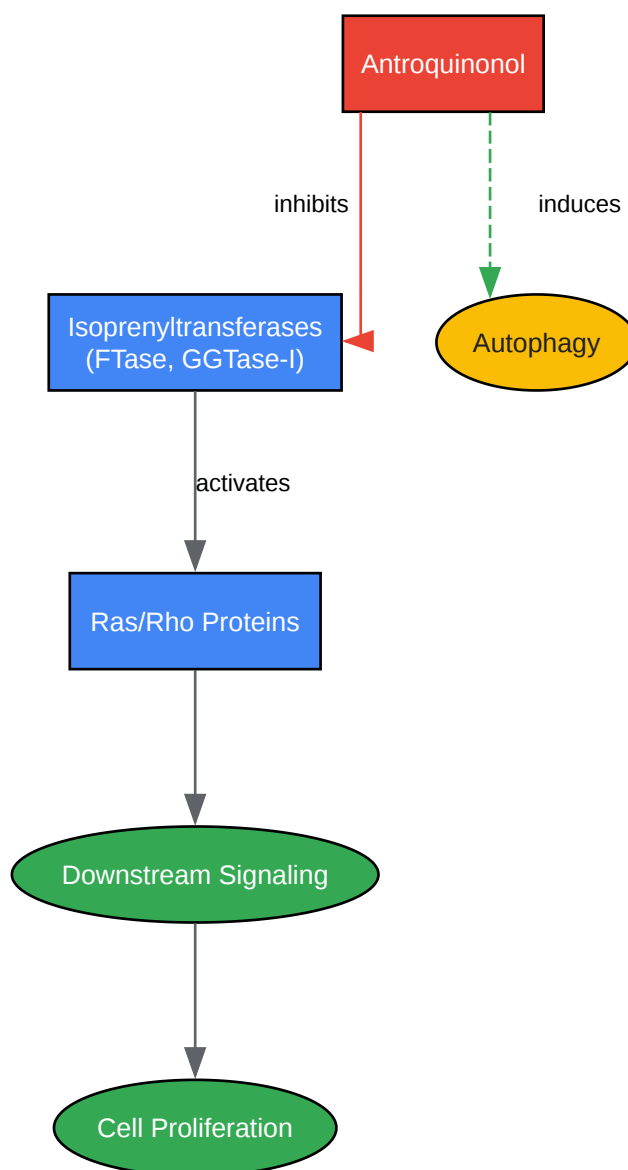 Antroquinonol
inhibits
induces
Isoprenyltransferases
(FTase, GGTase-I)
Autophagy
activates
Ras/Rho Proteins
Downstream Signaling
Cell Proliferation